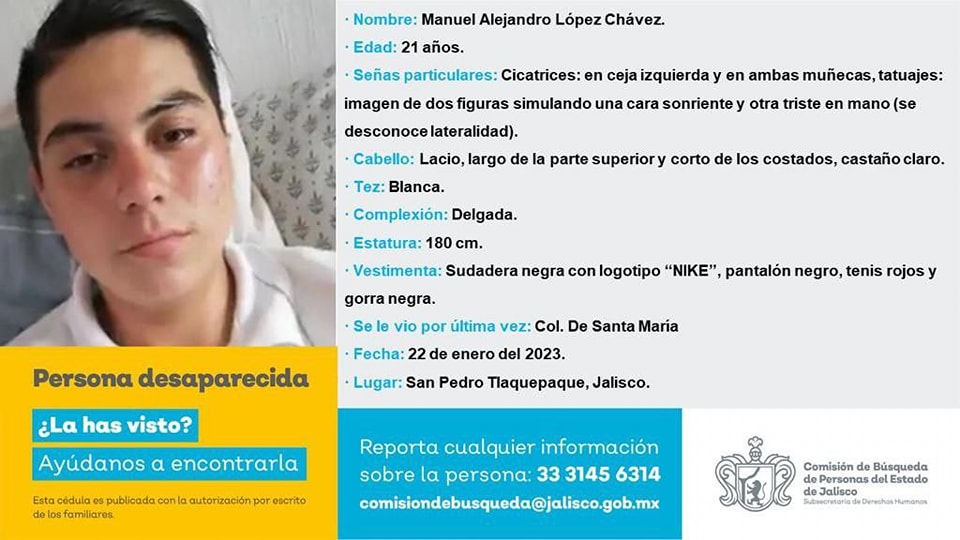 · Nombre: Manuel Alejandro López Chávez.
· Edad: 21 años.
· Señas particulares: Cicatrices: en ceja izquierda y en ambas muñecas, tatuajes:
imagen de dos figuras simulando una cara sonriente y otra triste en mano (se
desconoce lateralidad).
· Cabello: Lacio, largo de la parte superior y corto de los costados, castaño claro.
· Tez: Blanca.
· Complexión: Delgada.
· Estatura: 180 cm.
· Vestimenta: Sudadera negra con logotipo “NIKE”, pantalón negro, tenis rojos y
gorra negra.
· Se le vio por última vez: Col. De Santa María
· Fecha: 22 de enero del 2023.
· Lugar: San Pedro Tlaquepaque, Jalisco.
Persona desaparecida
¿La has visto?
Ayúdanos a encontrarla
Esta cédula es publicada con la autorización por escrito
de los familiares.
Reporta cualquier información
sobre la persona: 33 3145 6314
comisiondebusqueda@jalisco.gob.mx
Comisión de Búsqueda
de Personas del Estado
de Jalisco
Subsecretaría de Derechos Humanos